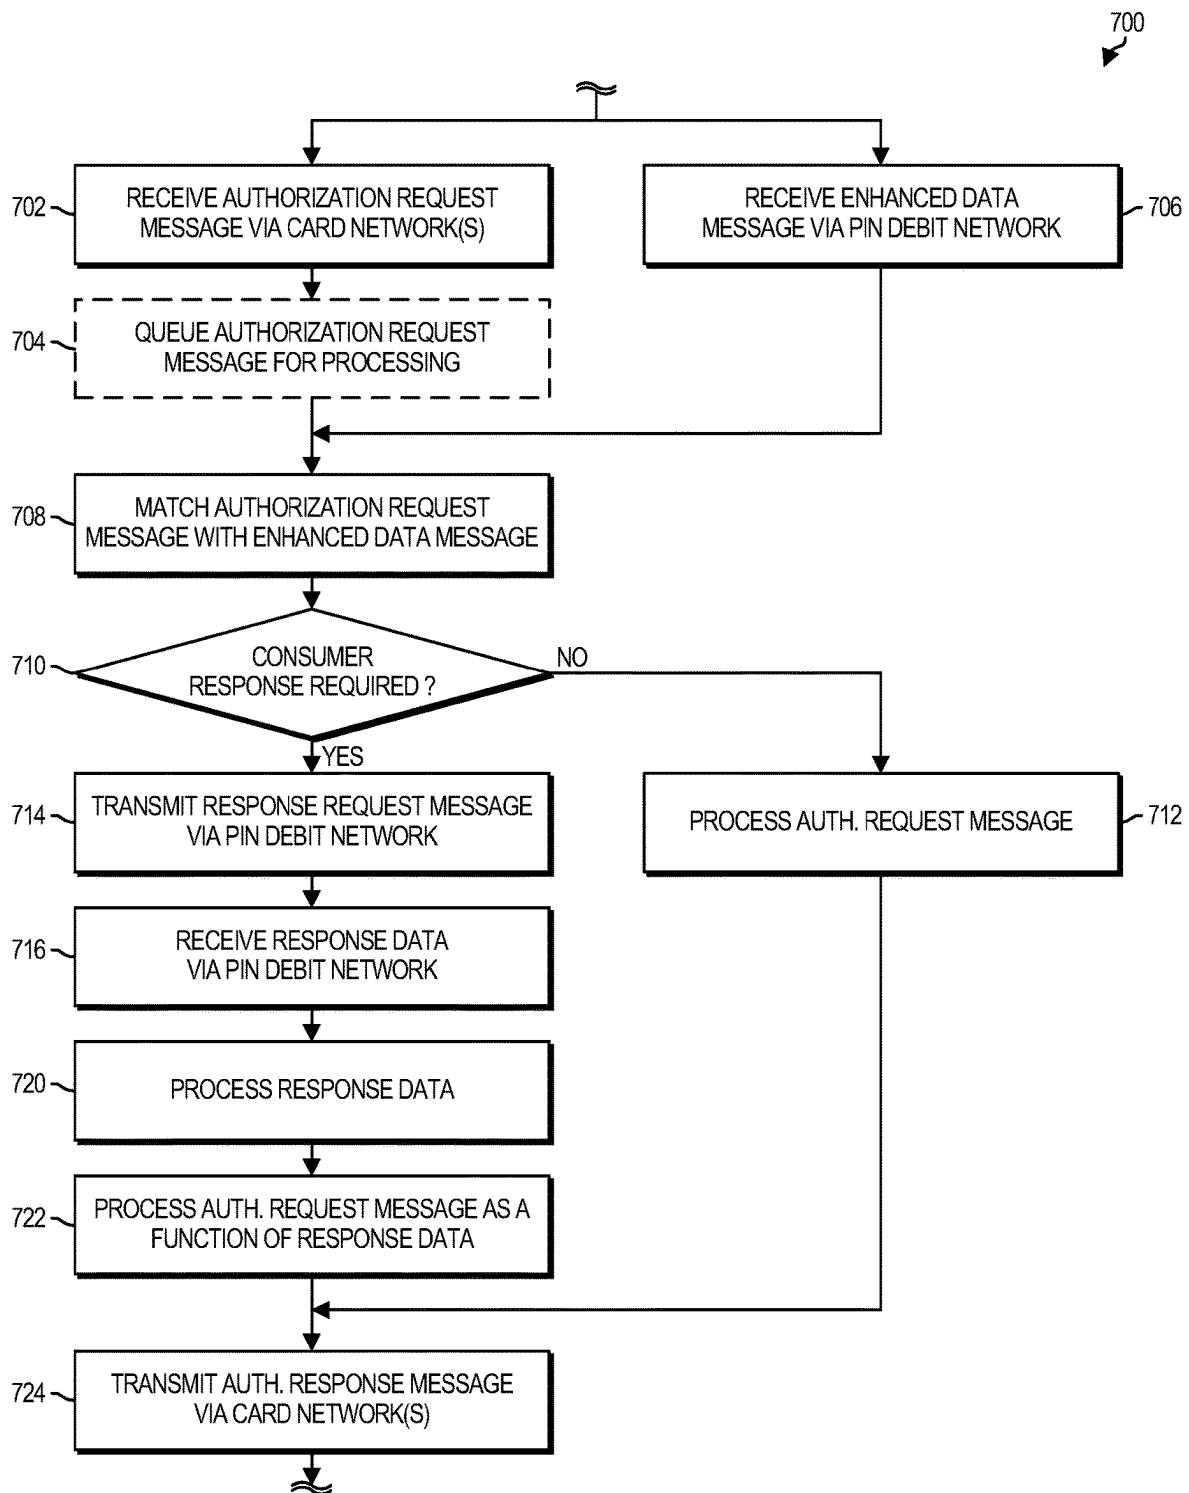 700
702
RECEIVE AUTHORIZATION REQUEST
MESSAGE VIA CARD NETWORK(S)
RECEIVE ENHANCED DATA
MESSAGE VIA PIN DEBIT NETWORK
706
704
QUEUE AUTHORIZATION REQUEST
MESSAGE FOR PROCESSING
708
MATCH AUTHORIZATION REQUEST
MESSAGE WITH ENHANCED DATA MESSAGE
710
CONSUMER
RESPONSE REQUIRED ?
NO
YES
714
TRANSMIT RESPONSE REQUEST MESSAGE
VIA PIN DEBIT NETWORK
PROCESS AUTH. REQUEST MESSAGE
712
716
RECEIVE RESPONSE DATA
VIA PIN DEBIT NETWORK
720
PROCESS RESPONSE DATA
722
PROCESS AUTH. REQUEST MESSAGE AS A
FUNCTION OF RESPONSE DATA
724
TRANSMIT AUTH. RESPONSE MESSAGE
VIA CARD NETWORK(S)